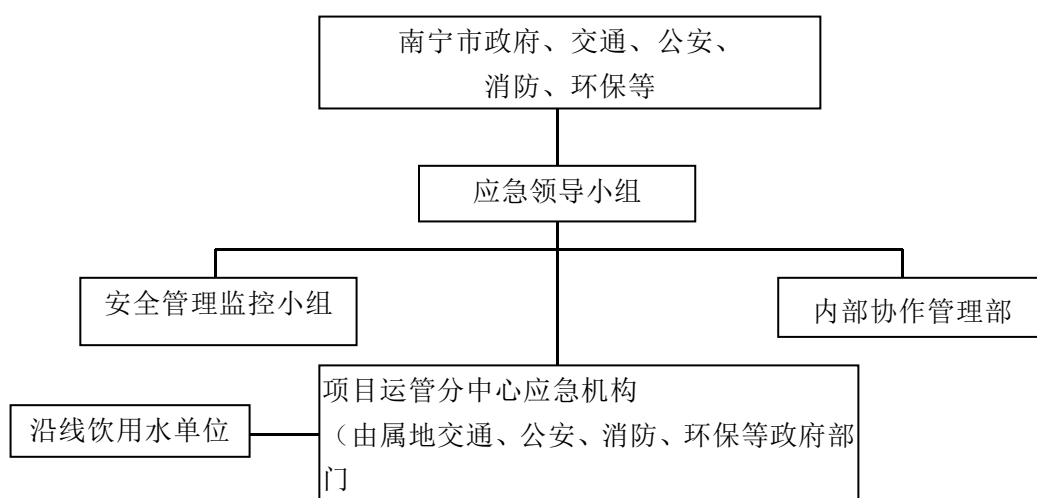 南宁市政府、交通、公安、
消防、环保等
应急领导小组
安全管理监控小组
内部协作管理部
项目运管分中心应急机构
（由属地交通、公安、消防、环保等政府部
门
沿线饮用水单位